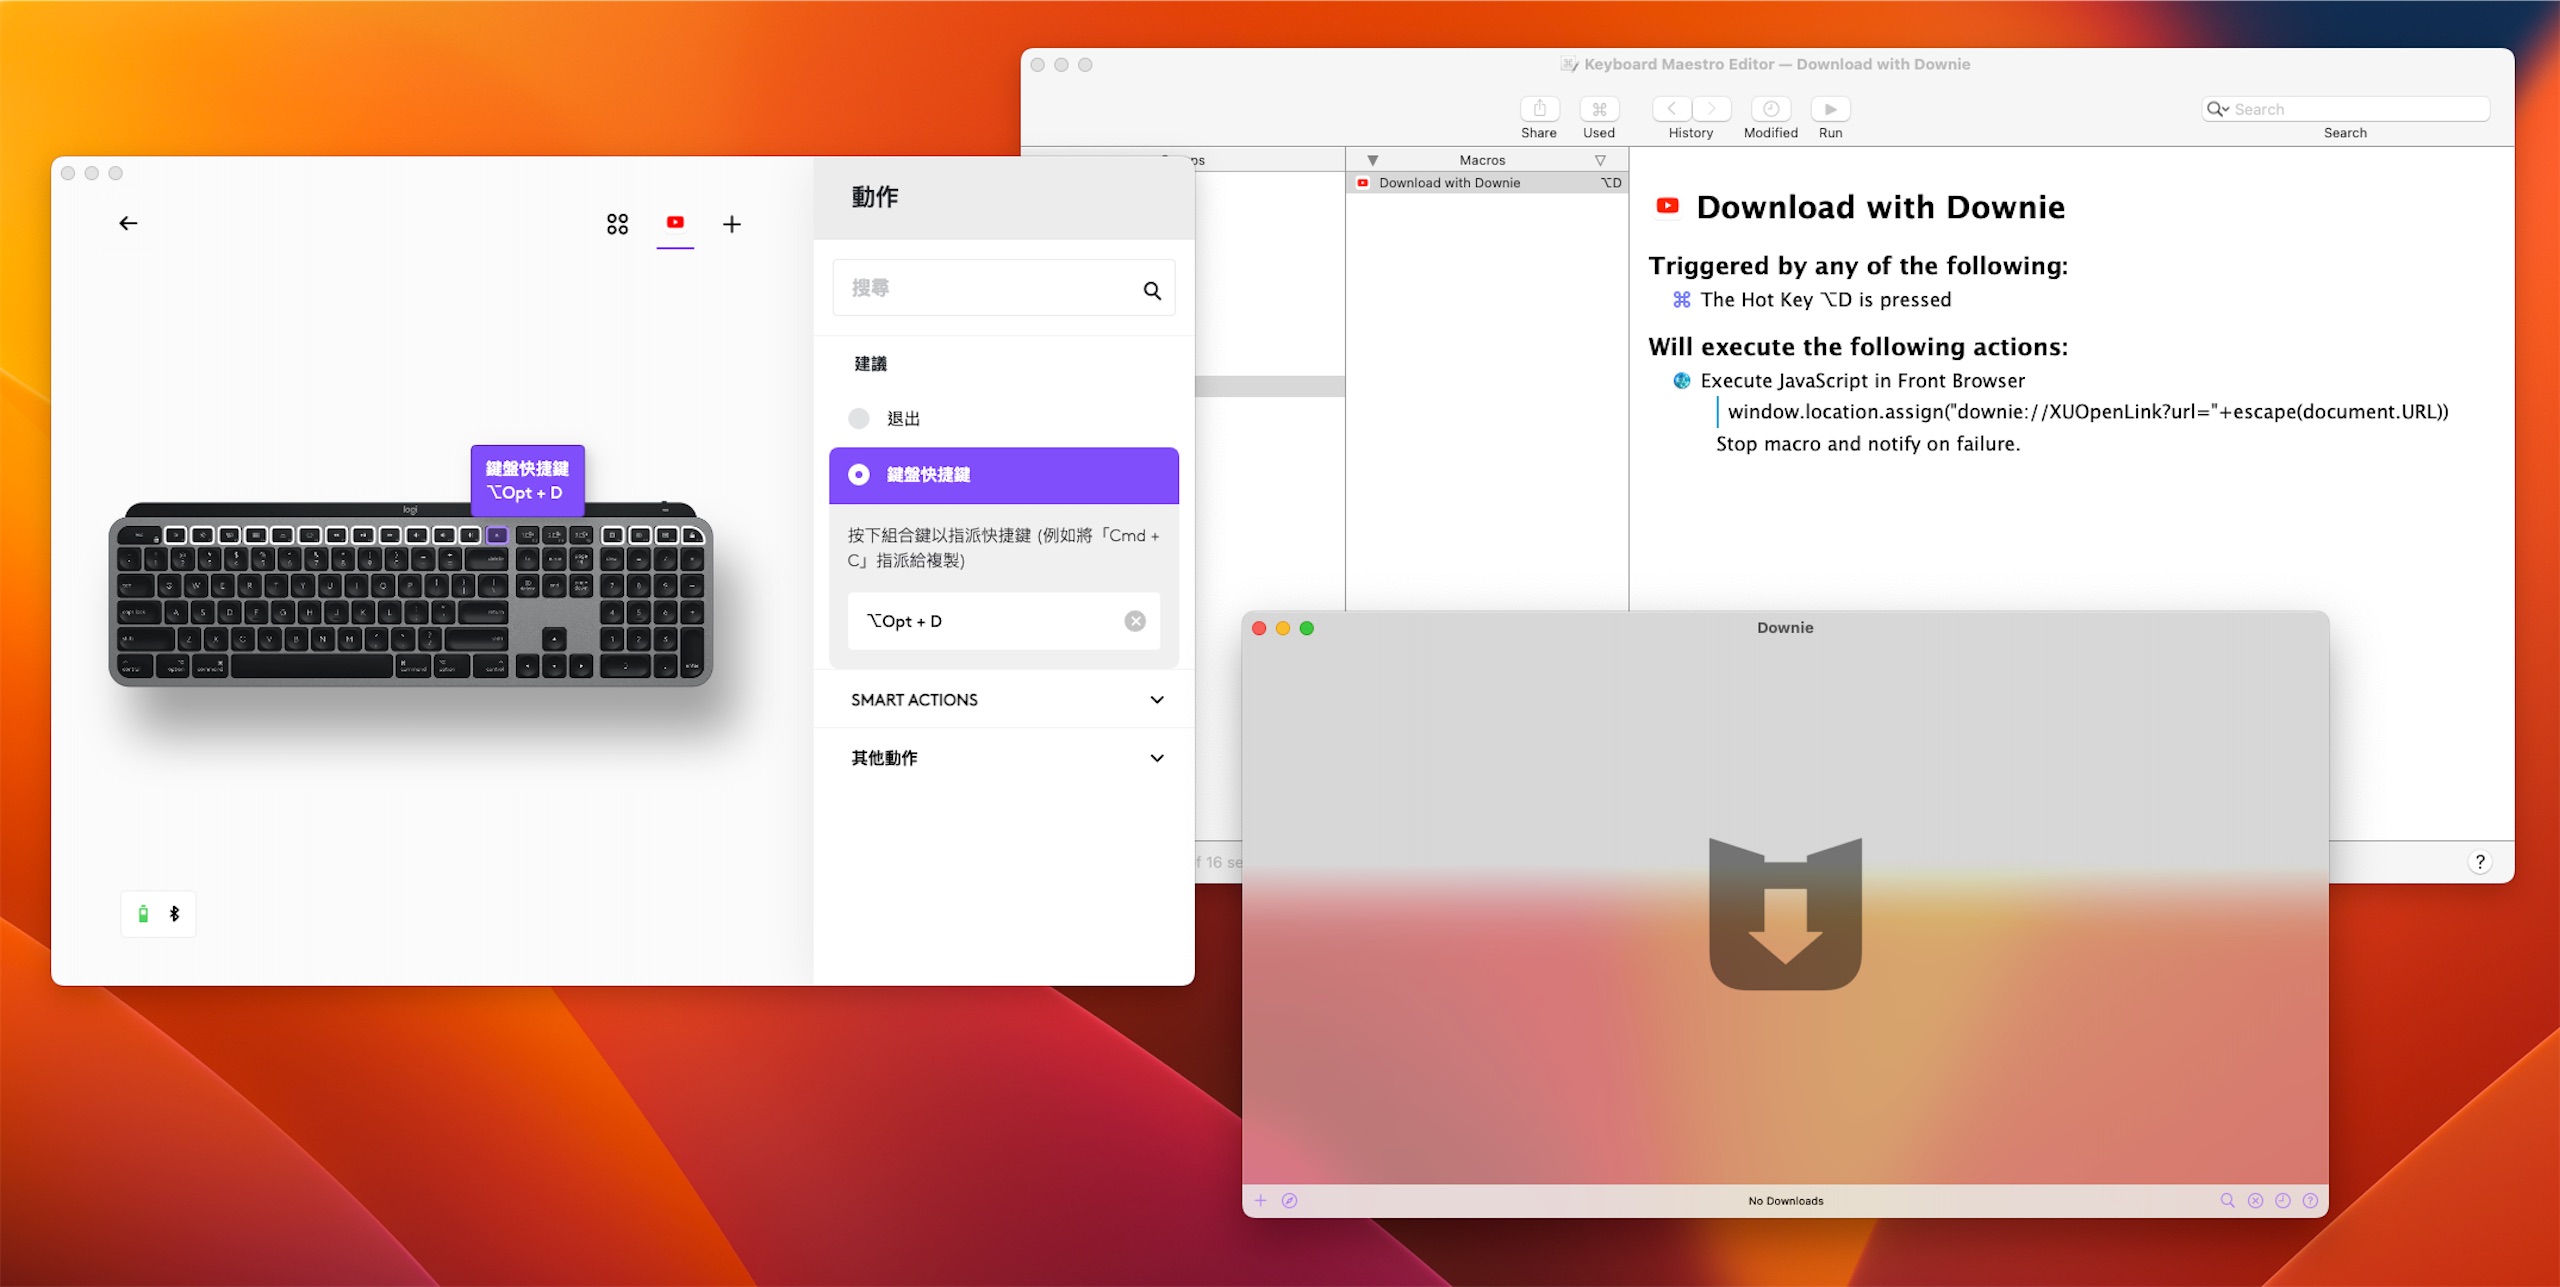 Keyboard Maestro Editor — Download with Downie
Share
Used
History
Modified
Run
Search
Search
Macros
Download with Downie
⌥D
Download with Downie
Triggered by any of the following:
⌘ The Hot Key ⌥D is pressed
Will execute the following actions:
Execute JavaScript in Front Browser
window.location.assign("downie://XUOpenLink?url="+escape(document.URL))
Stop macro and notify on failure.
?
動作
搜尋
建議
退出
鍵盤快捷鍵
按下組合鍵以指派快捷鍵 (例如將「Cmd +
C」指派給複製)
⌥Opt + D
SMART ACTIONS
其他動作
鍵盤快捷鍵
⌥Opt + D
logi
Downie
No Downloads